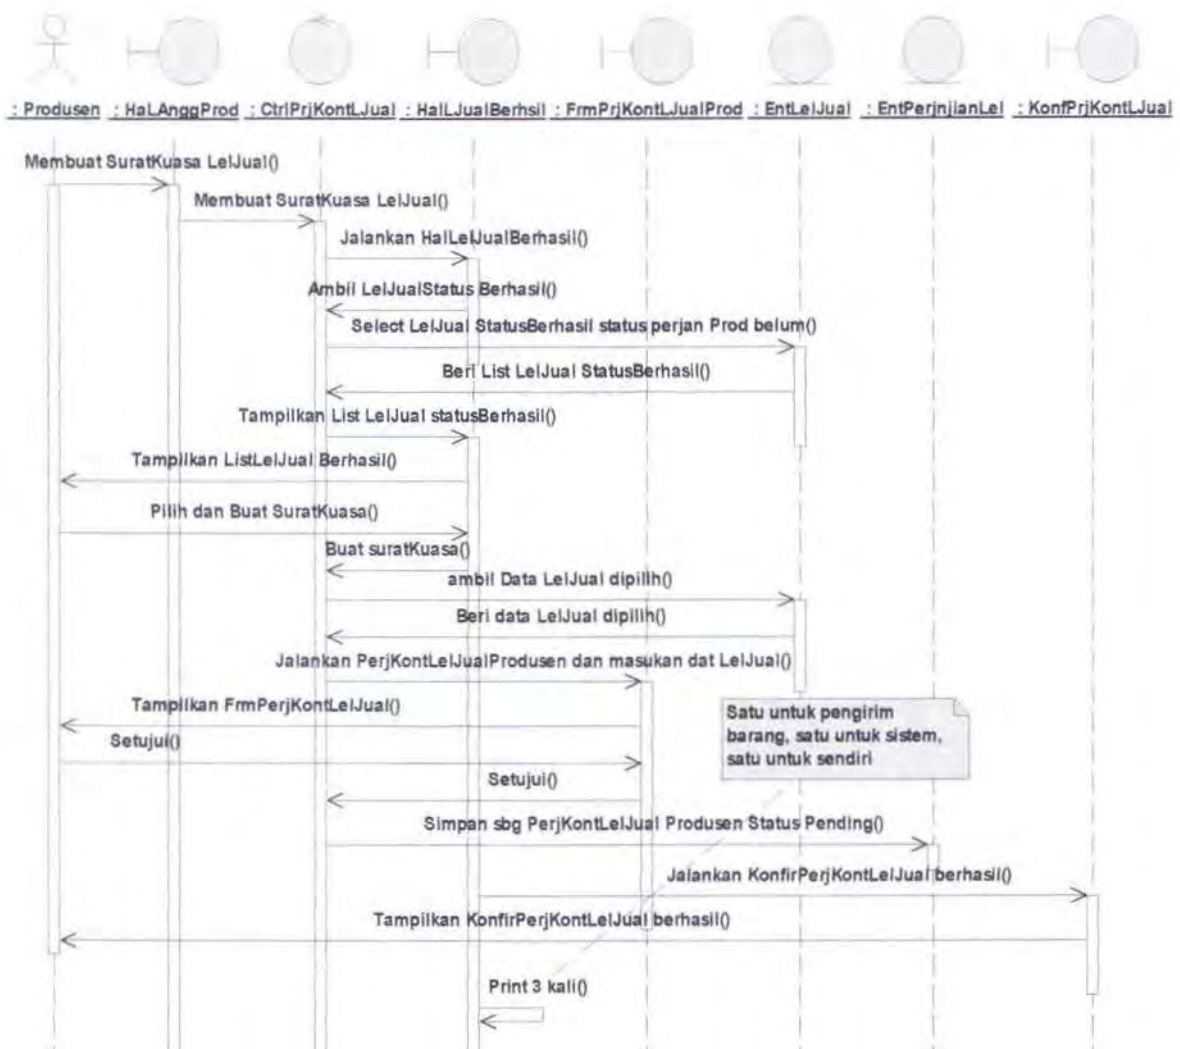 : Produsen : HaLAnggProd : CtrlPrjKontLJual : HalLJualBerhsil : FrmPrjKontLJualProd : EntLelJual : EntPerjnjianLel : KonfPrjKontLJual
Membuat SuratKuasa LelJual()
Membuat SuratKuasa LelJual()
Jalankan HalLelJualBerhasil()
Ambil LelJualStatus Berhasil()
Select LelJual StatusBerhasil status perjan Prod belum()
Beri List LelJual StatusBerhasil()
Tampilkan List LelJual statusBerhasil()
Tampilkan ListLelJual Berhasil()
Pilih dan Buat SuratKuasa()
Buat suratKuasa()
ambil Data LelJual dipilih()
Beri data LelJual dipilih()
Jalankan PerjKontLelJualProdusen dan masukan dat LelJual()
Tampilkan FrmPerjKontLelJual()
Satu untuk pengirim
barang, satu untuk sistem,
satu untuk sendiri
Setujui()
Setujui()
Simpan sbg PerjKontLelJual Produsen Status Pending()
Jalankan KonfirPerjKontLelJual berhasil()
Tampilkan KonfirPerjKontLelJual berhasil()
Print 3 kali()